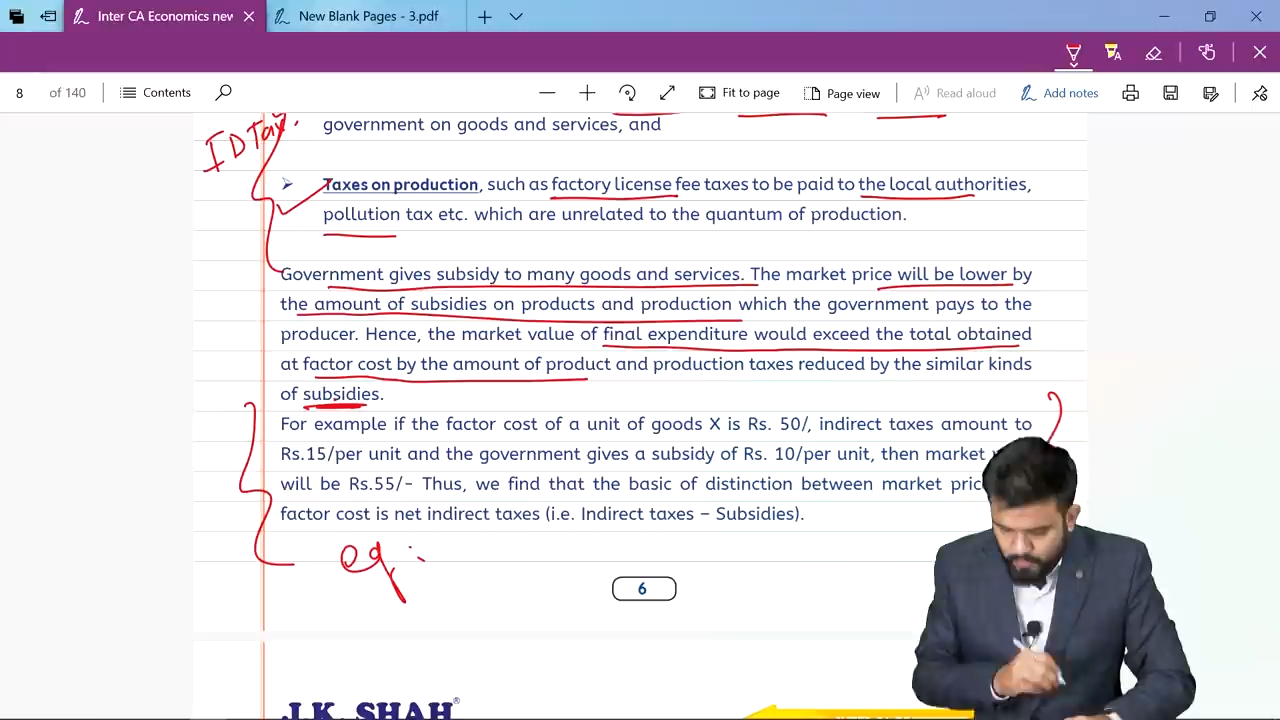 Inter CA Economics new
New Blank Pages - 3.pdf
8 of 140
Contents
Fit to page
Page view
Read aloud
Add notes
government on goods and services, and
I D Tax.
Taxes on production, such as factory license fee taxes to be paid to the local authorities,
pollution tax etc. which are unrelated to the quantum of production.
Government gives subsidy to many goods and services. The market price will be lower by
the amount of subsidies on products and production which the government pays to the
producer. Hence, the market value of final expenditure would exceed the total obtained
at factor cost by the amount of product and production taxes reduced by the similar kinds
of subsidies.
For example if the factor cost of a unit of goods X is Rs. 50/, indirect taxes amount to
Rs.15/per unit and the government gives a subsidy of Rs. 10/per unit, then market
will be Rs.55/- Thus, we find that the basic of distinction between market pric
factor cost is net indirect taxes (i.e. Indirect taxes – Subsidies).
eg :
6
J.K. SHAH®